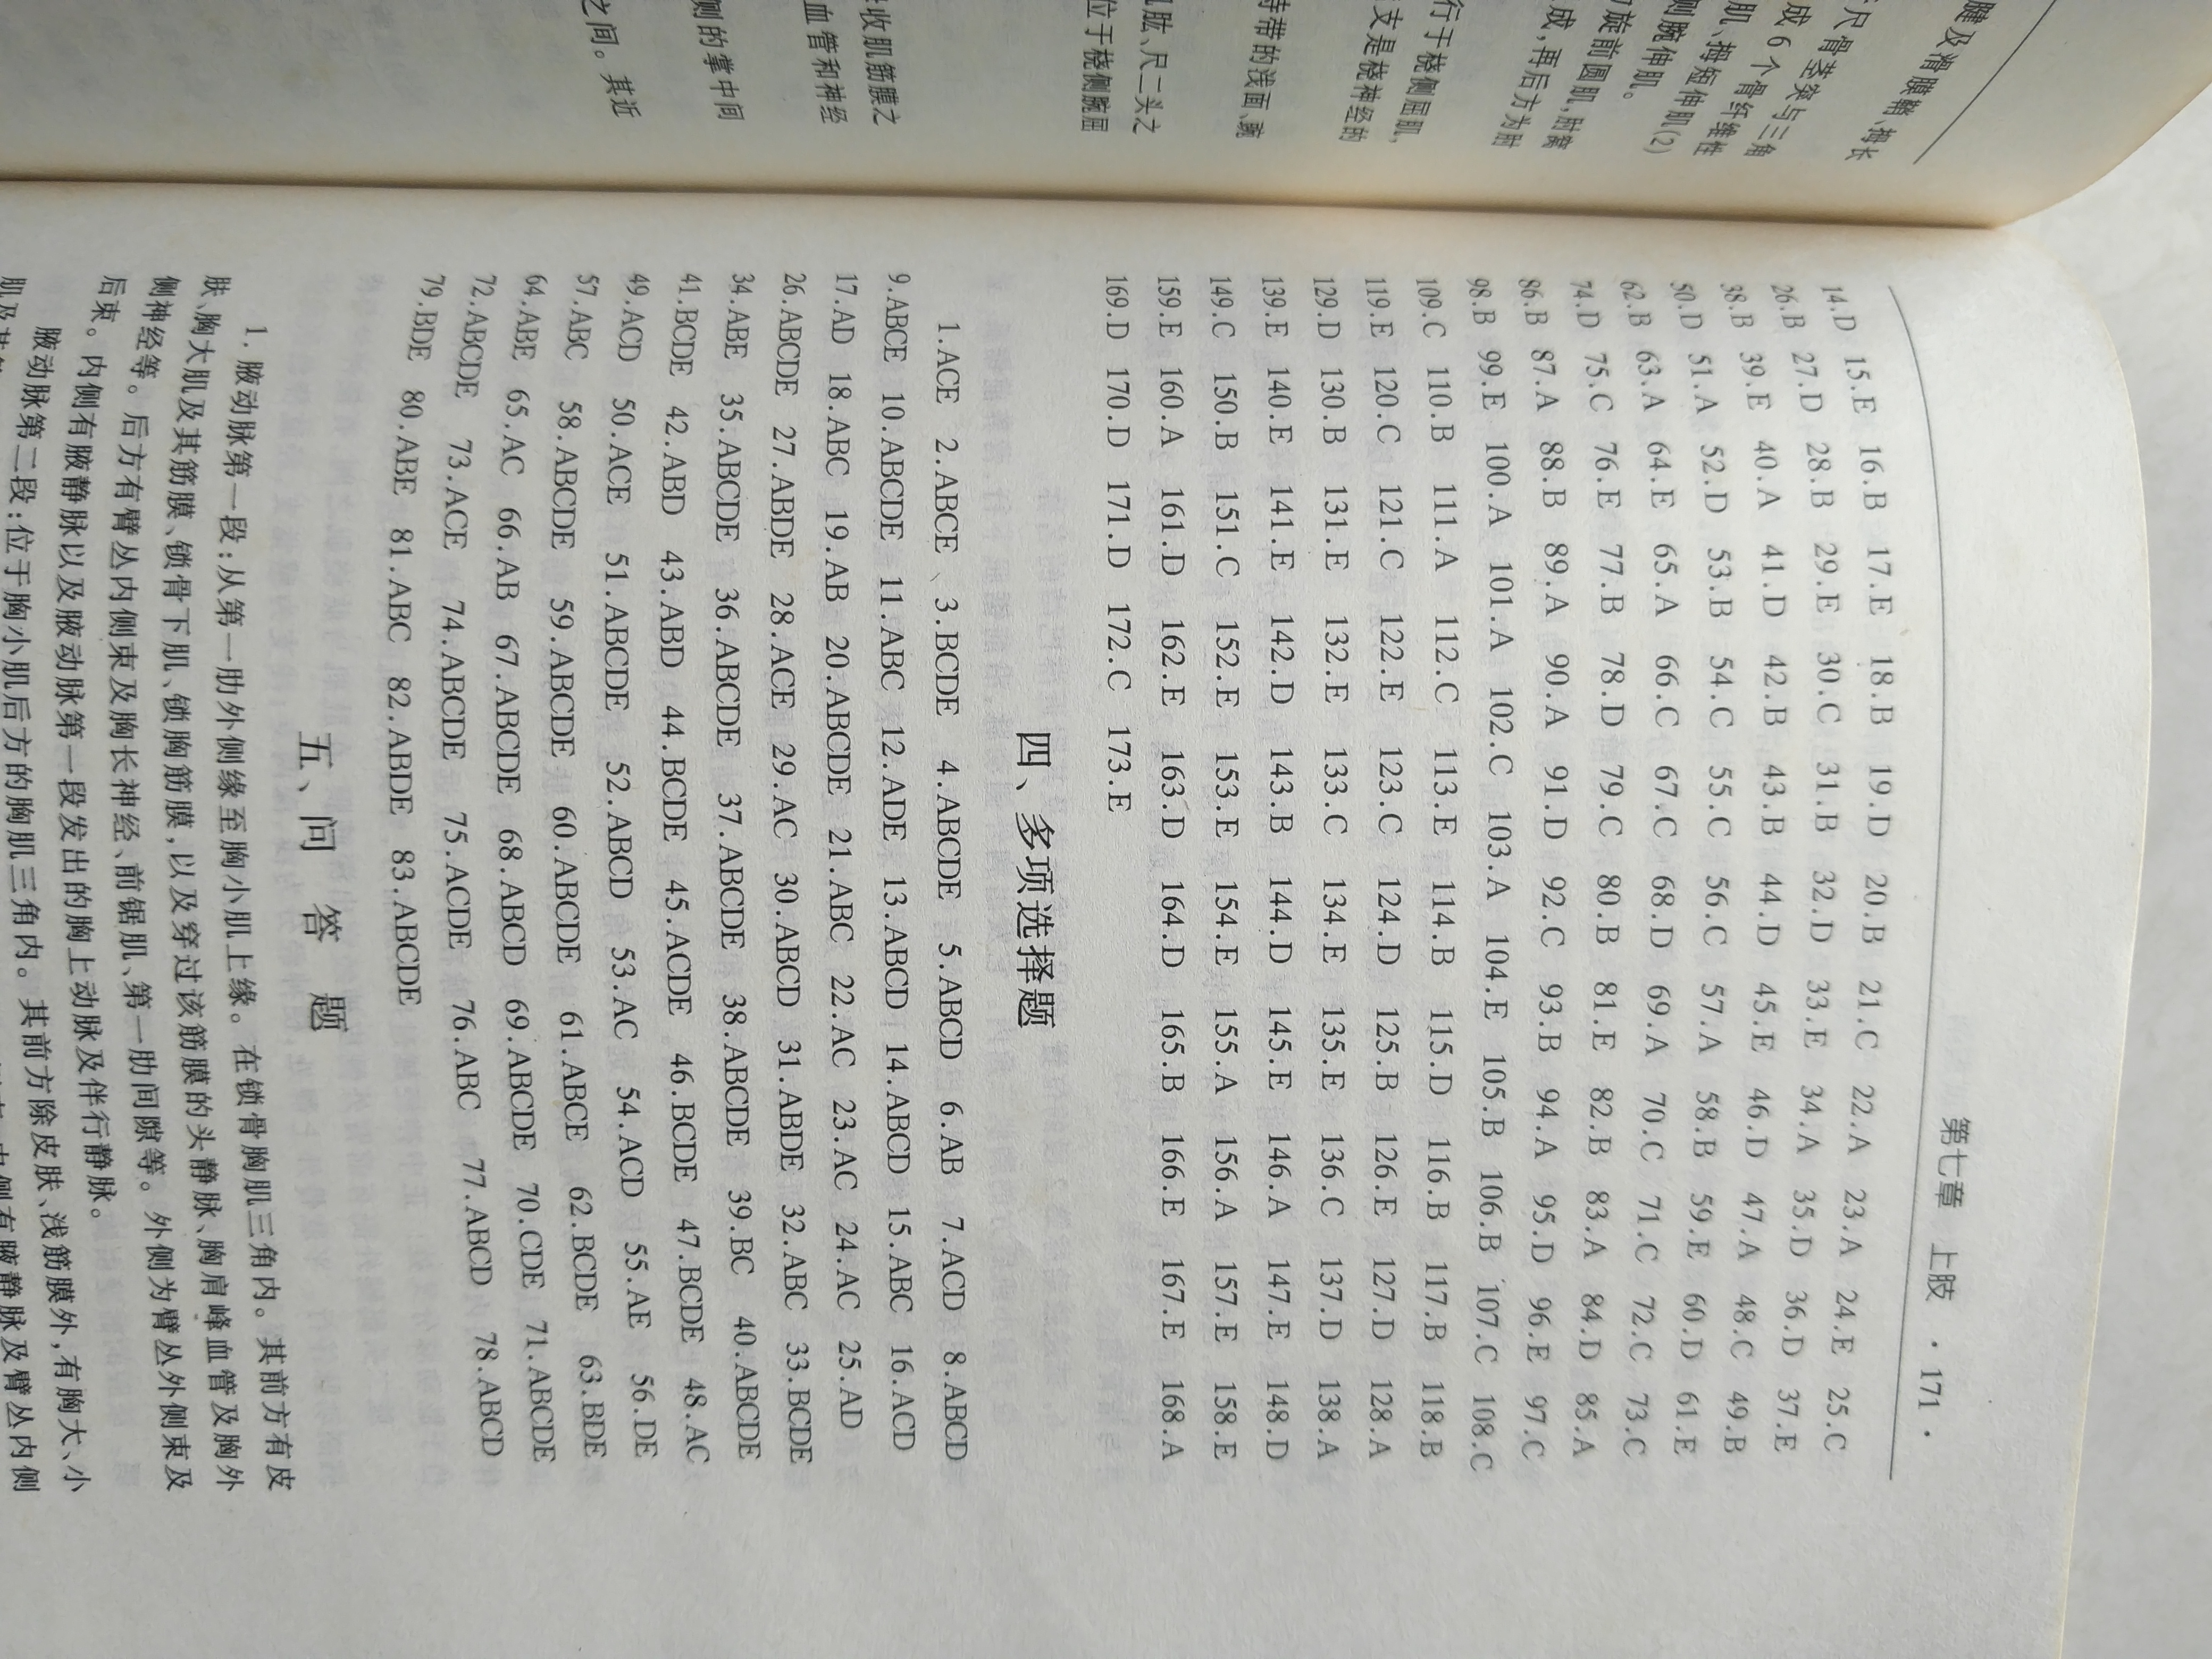 腱及滑膜鞘、拇长
尺骨茎突与三角
成6个骨纤维性
肌、拇短伸肌(2)
侧腕伸肌。
旋前圆肌,肘窝
成,再后方为肘
行于桡侧屈肌,
支是桡神经的
带的浅面、豌
肱、尺二头之
位于桡侧腕屈
收肌筋膜之
血管和神经
侧的掌中间
之间。其近
第七章 上肢 ·171·
14.D 15.E 16.B 17.E 18.B 19.D 20.B 21.C 22.A 23.A 24.E 25.C
26.B 27.D 28.B 29.E 30.C 31.B 32.D 33.E 34.A 35.D 36.D 37.E
38.B 39.E 40.A 41.D 42.B 43.B 44.D 45.E 46.D 47.A 48.C 49.B
50.D 51.A 52.D 53.B 54.C 55.C 56.C 57.A 58.B 59.E 60.D 61.E
62.B 63.A 64.E 65.A 66.C 67.C 68.D 69.A 70.C 71.C 72.C 73.C
74.D 75.C 76.E 77.B 78.D 79.C 80.B 81.E 82.B 83.A 84.D 85.A
86.B 87.A 88.B 89.A 90.A 91.D 92.C 93.B 94.A 95.D 96.E 97.C
98.B 99.E 100.A 101.A 102.C 103.A 104.E 105.B 106.B 107.C 108.C
109.C 110.B 111.A 112.C 113.E 114.B 115.D 116.B 117.B 118.B
119.E 120.C 121.C 122.E 123.C 124.D 125.B 126.E 127.D 128.A
129.D 130.B 131.E 132.E 133.C 134.E 135.E 136.C 137.D 138.A
139.E 140.E 141.E 142.D 143.B 144.D 145.E 146.A 147.E 148.D
149.C 150.B 151.C 152.E 153.E 154.E 155.A 156.A 157.E 158.E
159.E 160.A 161.D 162.E 163.D 164.D 165.B 166.E 167.E 168.A
169.D 170.D 171.D 172.C 173.E
四、多项选择题
1.ACE 2.ABCE 3.BCDE 4.ABCDE 5.ABCD 6.AB 7.ACD 8.ABCD
9.ABCE 10.ABCDE 11.ABC 12.ADE 13.ABCD 14.ABCD 15.ABC 16.ACD
17.AD 18.ABC 19.AB 20.ABCDE 21.ABC 22.AC 23.AC 24.AC 25.AD
26.ABCDE 27.ABDE 28.ACE 29.AC 30.ABCD 31.ABDE 32.ABC 33.BCDE
34.ABE 35.ABCDE 36.ABCDE 37.ABCDE 38.ABCDE 39.BC 40.ABCDE
41.BCDE 42.ABD 43.ABD 44.BCDE 45.ACDE 46.BCDE 47.BCDE 48.AC
49.ACD 50.ACE 51.ABCDE 52.ABCD 53.AC 54.ACD 55.AE 56.DE
57.ABC 58.ABCDE 59.ABCDE 60.ABCDE 61.ABCE 62.BCDE 63.BDE
64.ABE 65.AC 66.AB 67.ABCDE 68.ABCD 69.ABCDE 70.CDE 71.ABCDE
72.ABCDE 73.ACE 74.ABCDE 75.ACDE 76.ABC 77.ABCD 78.ABCD
79.BDE 80.ABE 81.ABC 82.ABDE 83.ABCDE
五、问 答 题
1. 腋动脉第一段:从第一肋外侧缘至胸小肌上缘。在锁骨胸肌三角内。其前方有皮
肤、胸大肌及其筋膜、锁骨下肌、锁胸筋膜,以及穿过该筋膜的头静脉、胸肩峰血管及胸外
侧神经等。后方有臂丛内侧束及胸长神经、前锯肌、第一肋间隙等。外侧为臂丛外侧束及
后束。内侧有腋静脉以及腋动脉第一段发出的胸上动脉及伴行静脉。
腋动脉第二段:位于胸小肌后方的胸肌三角内。其前方除皮肤、浅筋膜外,有胸大、小
侧有腋静脉及臂丛内侧